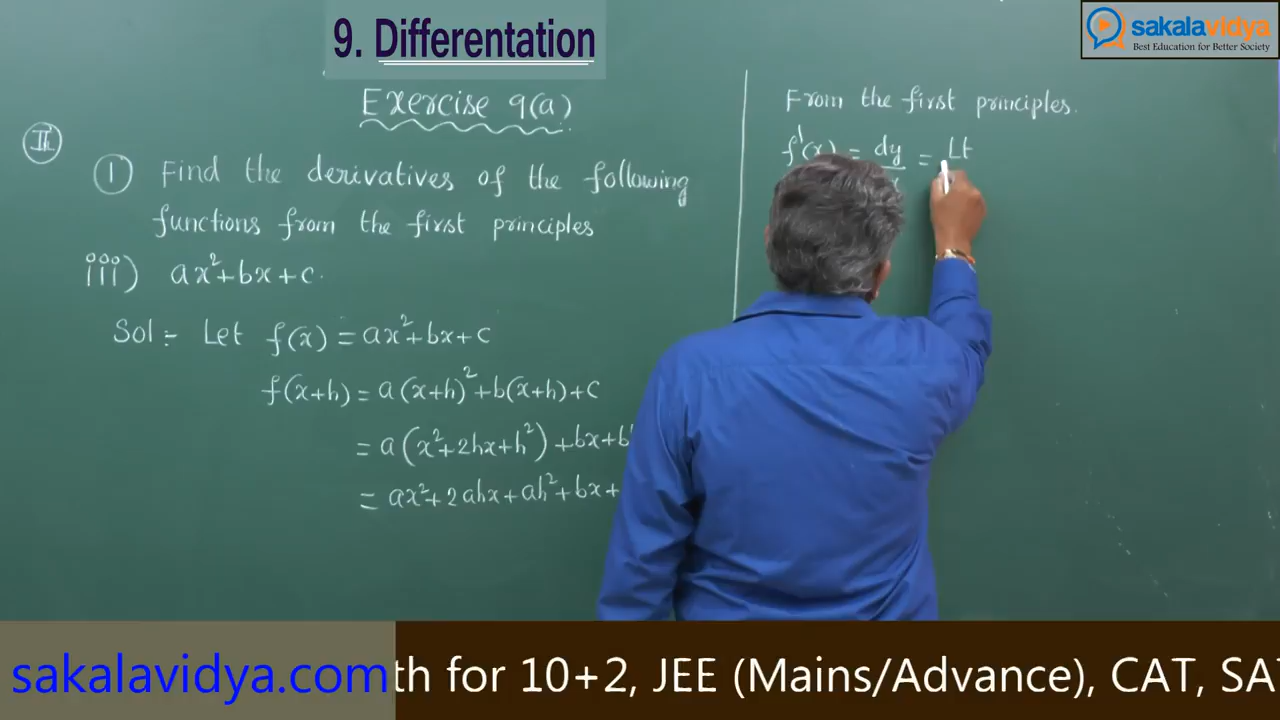 9. Differentation
sakalavidya
Best Education for Better Society
Exercise 9(a)
II
① Find the derivatives of the following
functions from the first principles
iii) ax²+bx+c.
Sol:- Let f(x) = ax²+bx+c
f(x+h) = a(x+h)²+b(x+h)+c
= a(x²+2hx+h²)+bx+b
= ax²+2ahx+ah²+bx+
From the first principles.
f'(x) = dy = Lt
sakalavidya.com
th for 10+2, JEE (Mains/Advance), CAT, SA